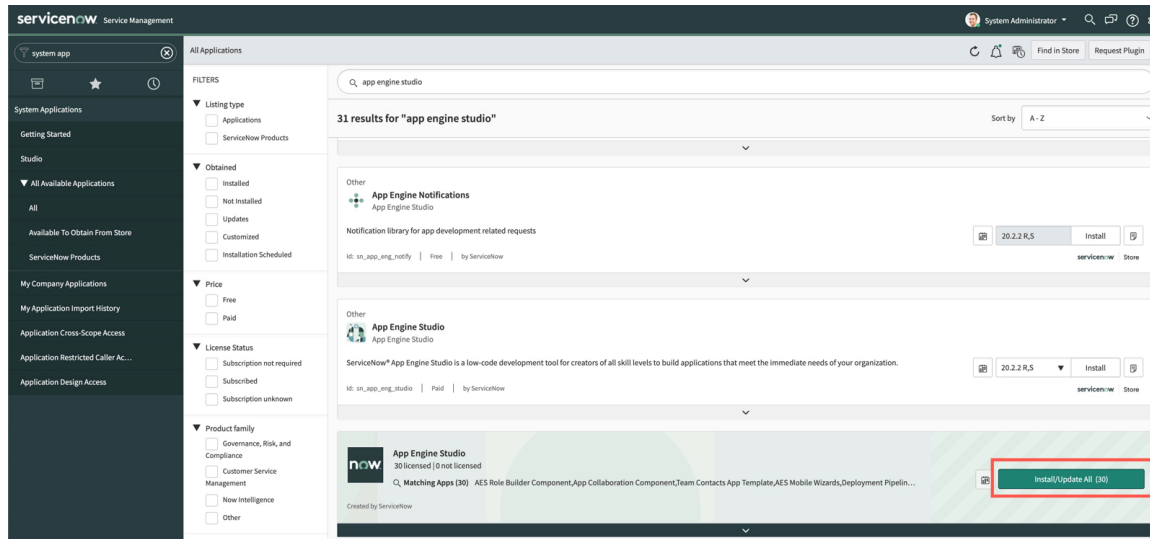 servicenow Service Management
System Administrator
system app
All Applications
Find in Store
Request Plugin
System Applications
Getting Started
Studio
All Available Applications
All
Available To Obtain From Store
ServiceNow Products
My Company Applications
My Application Import History
Application Cross-Scope Access
Application Restricted Caller Ac...
Application Design Access
FILTERS
Listing type
Applications
ServiceNow Products
Obtained
Installed
Not Installed
Updates
Customized
Installation Scheduled
Price
Free
Paid
License Status
Subscription not required
Subscribed
Subscription unknown
Product family
Governance, Risk, and
Compliance
Customer Service
Management
Now Intelligence
Other
app engine studio
31 results for "app engine studio"
Sort by A - Z
Other
App Engine Notifications
App Engine Studio
Notification library for app development related requests
20.2.2 R,S Install
Id: sn_app_eng_notify | Free | by ServiceNow
servicenow Store
Other
App Engine Studio
App Engine Studio
ServiceNow® App Engine Studio is a low-code development tool for creators of all skill levels to build applications that meet the immediate needs of your organization.
20.2.2 R,S Install
Id: sn_app_eng_studio | Paid | by ServiceNow
servicenow Store
now.
App Engine Studio
30 licensed | 0 not licensed
Matching Apps (30) AES Role Builder Component,App Collaboration Component,Team Contacts App Template,AES Mobile Wizards,Deployment Pipelin...
Install/Update All (30)
Created by ServiceNow